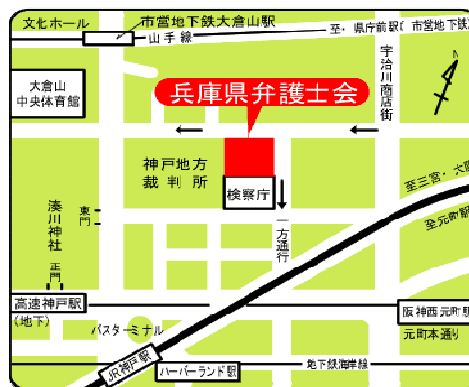 文化ホール
市営地下鉄大倉山駅
山手線
至・県庁前駅(市営地下鉄)
大倉山
中央体育館
宇治川商店街
兵庫県弁護士会
神戸地方
裁判所
検察庁
至三宮・大阪
至元町駅
湊川神社
東門
正門
一方通行
高速神戸駅
(地下)
バスターミナル
阪神西元町駅
元町本通り
JR神戸駅
ハーバーランド駅
地下鉄海岸線